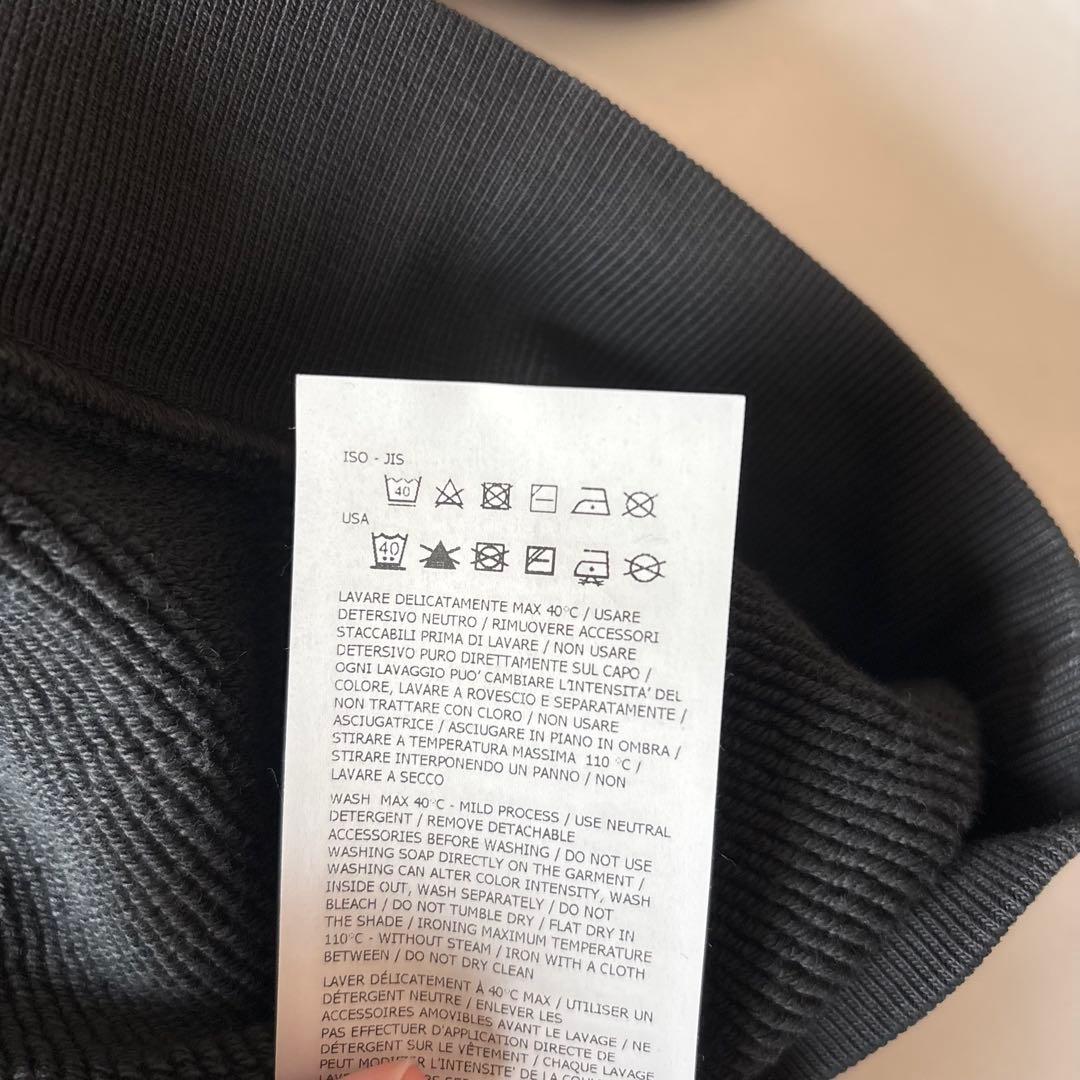 ISO - JIS
40
USA
40
LAVARE DELICATAMENTE MAX 40°C / USARE
DETERSIVO NEUTRO / RIMUOVERE ACCESSORI
STACCABILI PRIMA DI LAVARE / NON USARE
DETERSIVO PURO DIRETTAMENTE SUL CAPO /
OGNI LAVAGGIO PUO' CAMBIARE L'INTENSITA' DEL
COLORE, LAVARE A ROVESCIO E SEPARATAMENTE /
NON TRATTARE CON CLORO / NON USARE
ASCIUGATRICE / ASCIUGARE IN PIANO IN OMBRA /
STIRARE A TEMPERATURA MASSIMA 110 °C /
STIRARE INTERPONENDO UN PANNO / NON
LAVARE A SECCO
WASH MAX 40°C - MILD PROCESS / USE NEUTRAL
DETERGENT / REMOVE DETACHABLE
ACCESSORIES BEFORE WASHING / DO NOT USE
WASHING SOAP DIRECTLY ON THE GARMENT /
WASHING CAN ALTER COLOR INTENSITY, WASH
INSIDE OUT, WASH SEPARATELY / DO NOT
BLEACH / DO NOT TUMBLE DRY / FLAT DRY IN
THE SHADE / IRONING MAXIMUM TEMPERATURE
110°C - WITHOUT STEAM / IRON WITH A CLOTH
BETWEEN / DO NOT DRY CLEAN
LAVER DÉLICATEMENT À 40°C MAX / UTILISER UN
DÉTERGENT NEUTRE / ENLEVER LES
ACCESSOIRES AMOVIBLES AVANT LE LAVAGE / NE
PAS EFFECTUER D'APPLICATION DIRECTE DE
DÉTERGENT SUR LE VÊTEMENT / CHAQUE LAVAGE
PEUT L'INTENSITE' DE LA